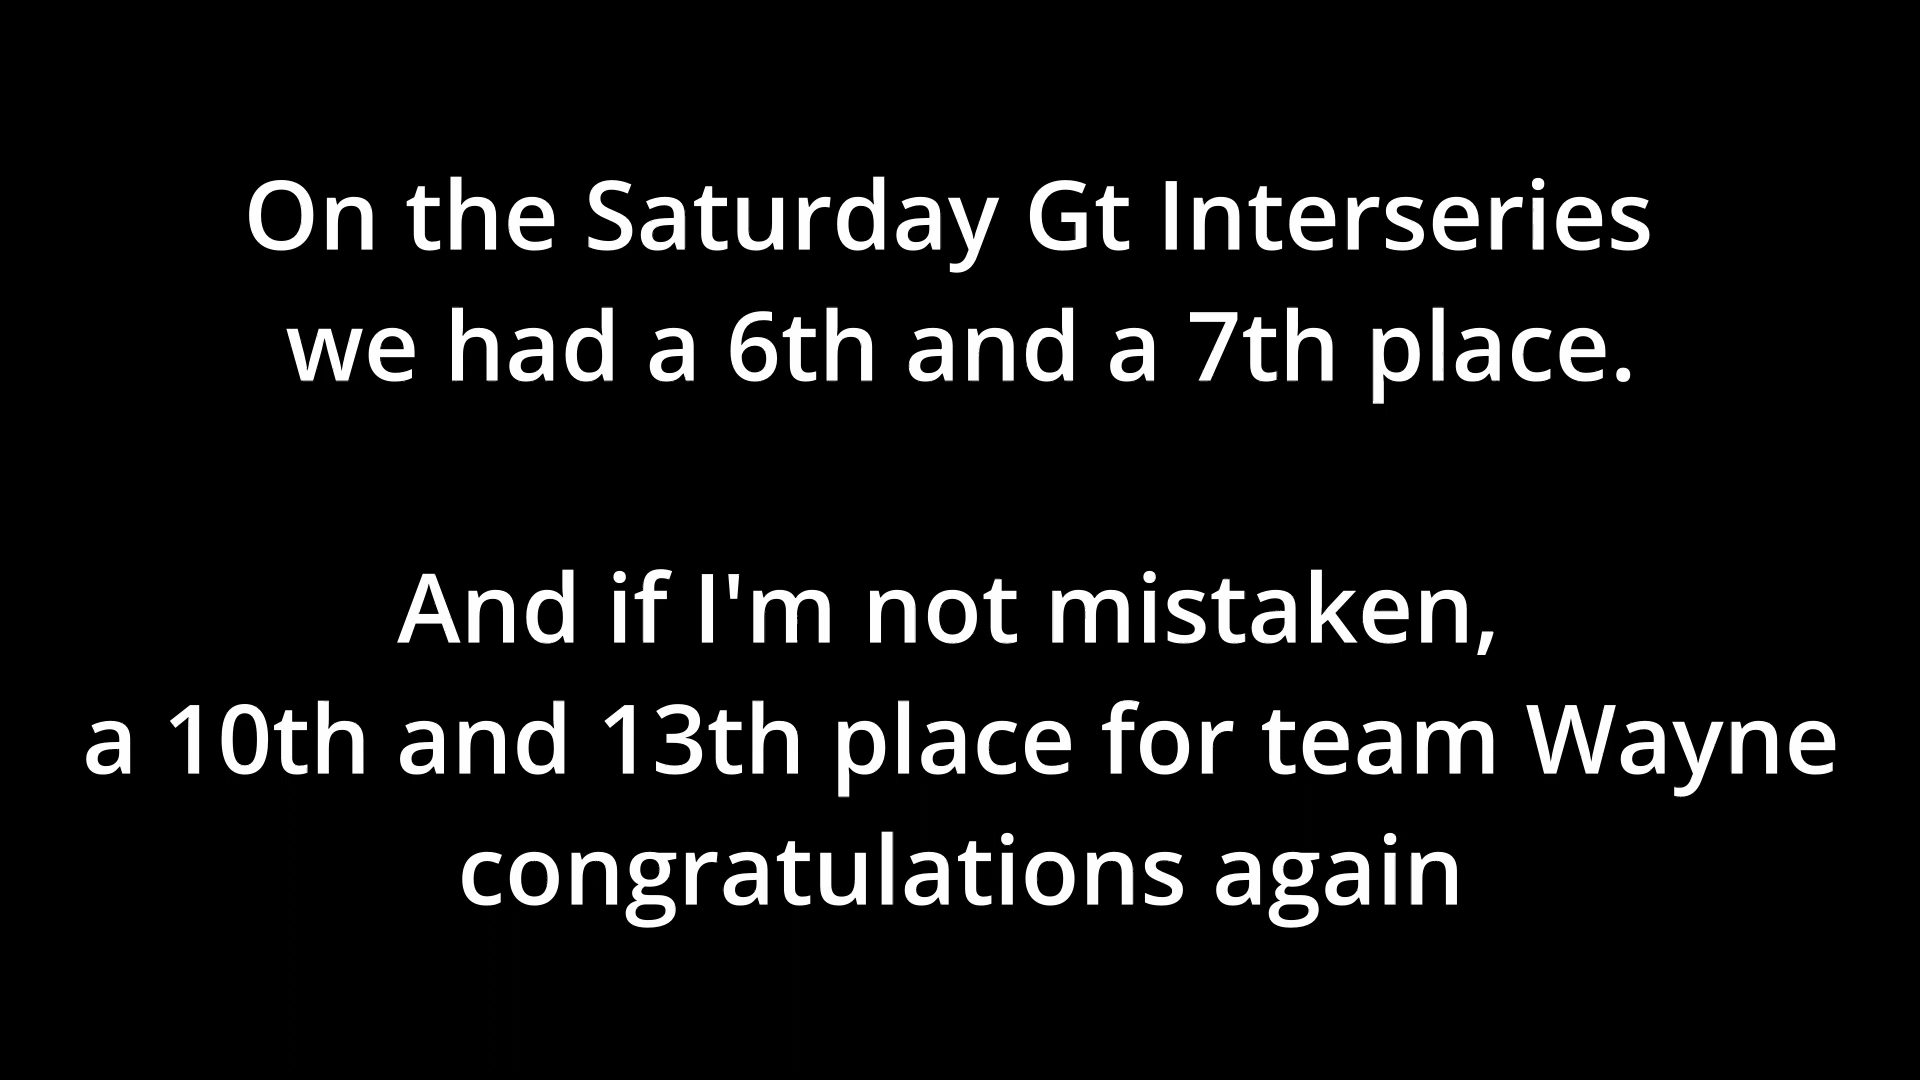 On the Saturday Gt Interseries
we had a 6th and a 7th place.
And if I'm not mistaken,
a 10th and 13th place for team Wayne
congratulations again